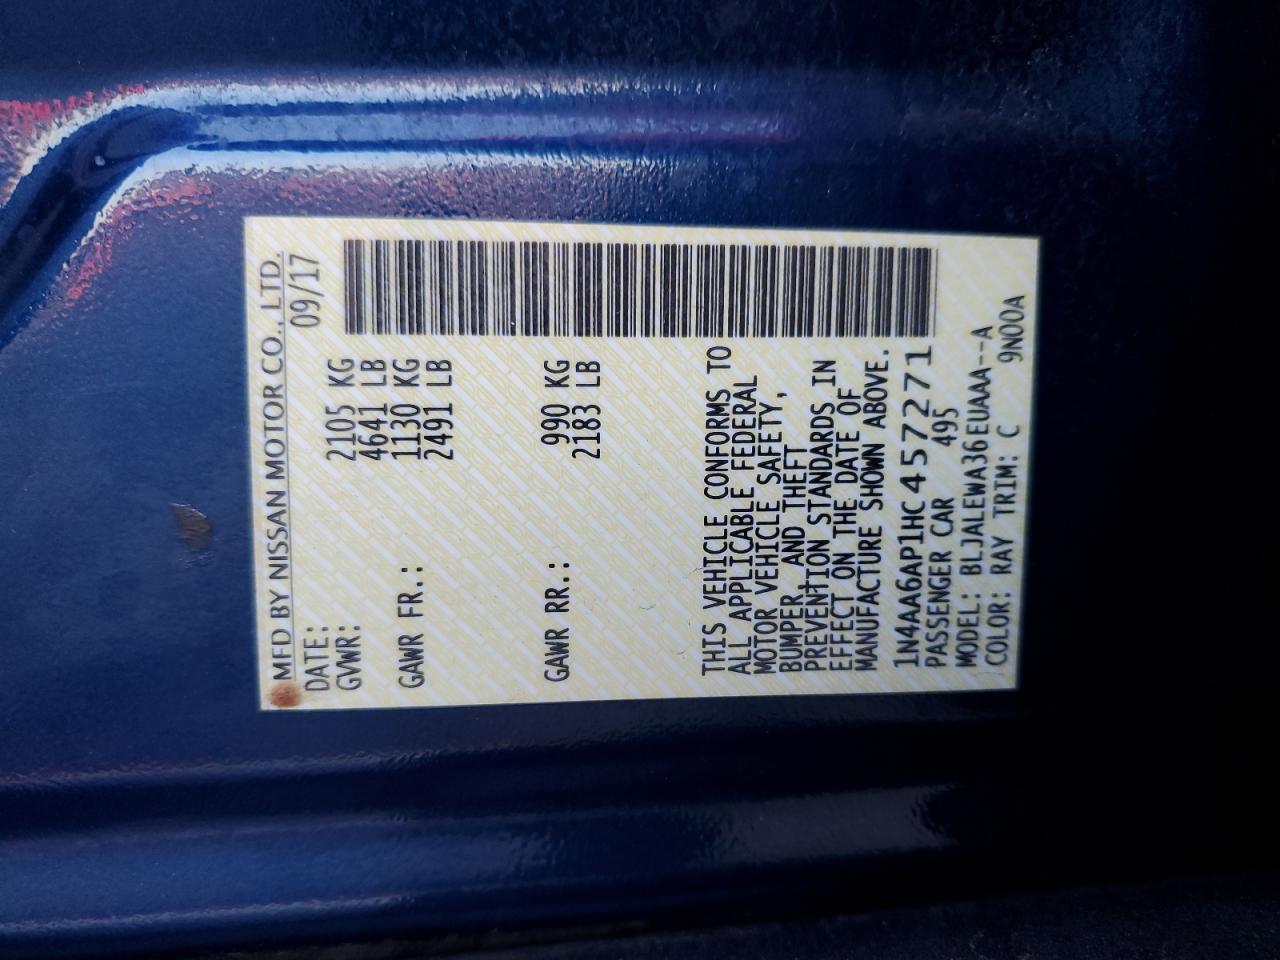 MFD BY NISSAN MOTOR CO., LTD.
DATE: 09/17
GVWR: 2105 KG
4641 LB
GAWR FR.: 1130 KG
2491 LB
GAWR RR.: 990 KG
2183 LB
THIS VEHICLE CONFORMS TO
ALL APPLICABLE FEDERAL
MOTOR VEHICLE SAFETY,
BUMPER, AND THEFT
PREVENTION STANDARDS IN
EFFECT ON THE DATE OF
MANUFACTURE SHOWN ABOVE.
1N4AA6AP1HC457271
PASSENGER CAR 495
MODEL: BLJALEWA36EUAAA--A
COLOR: RAY TRIM: C 9N00A